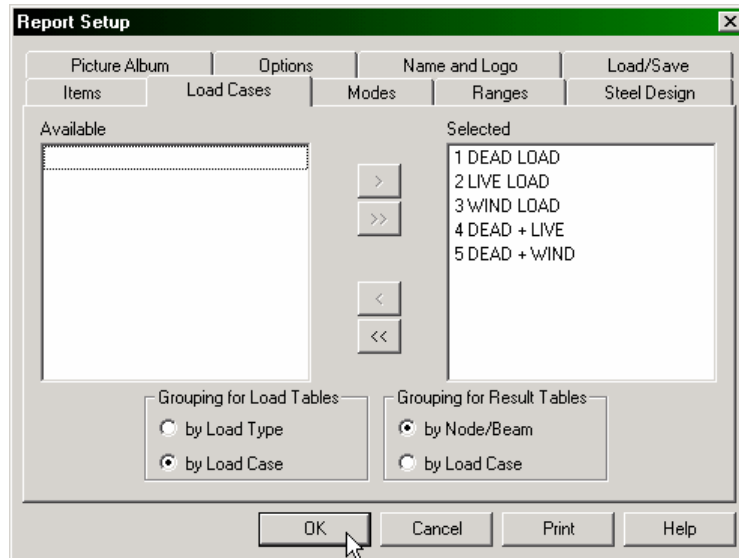 Report Setup
Picture Album Options Name and Logo Load/Save
Items Load Cases Modes Ranges Steel Design
Available
Selected
1 DEAD LOAD
2 LIVE LOAD
3 WIND LOAD
4 DEAD + LIVE
5 DEAD + WIND
>
>>
<
<<
Grouping for Load Tables
by Load Type
by Load Case
Grouping for Result Tables
by Node/Beam
by Load Case
OK Cancel Print Help